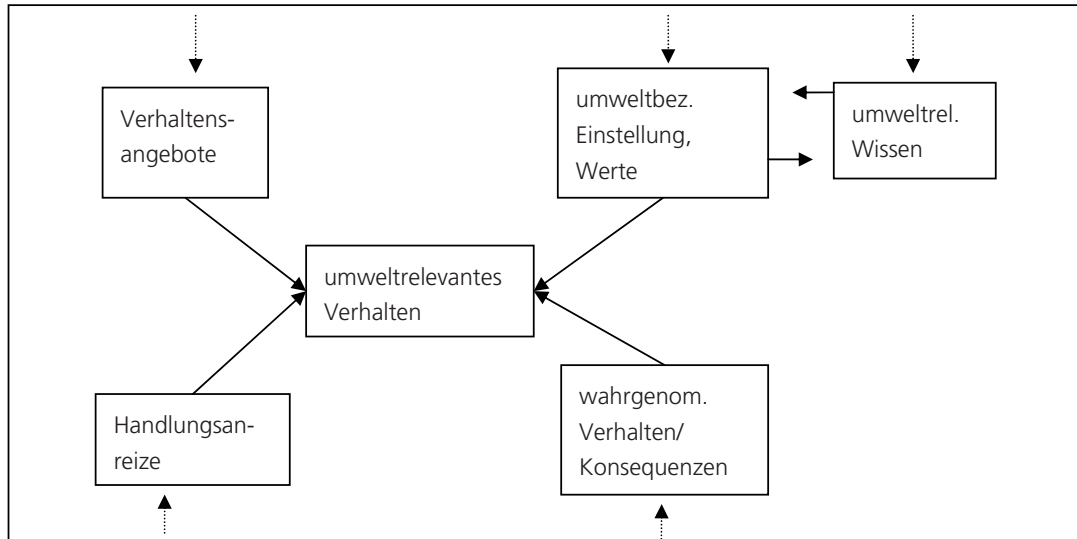 Verhaltens-
angebote
umweltbez.
Einstellung,
Werte
umweltrel.
Wissen
umweltrelevantes
Verhalten
Handlungsan-
reize
wahrgenom.
Verhalten/
Konsequenzen